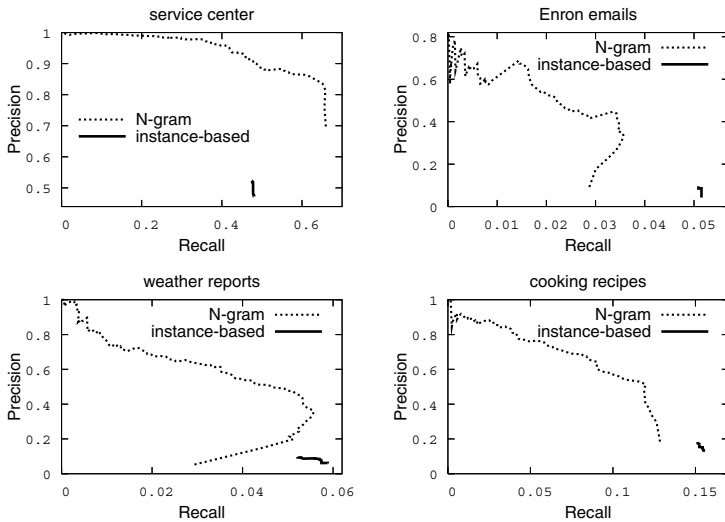 service center
Precision
1
0.9
0.8
0.7
0.6
0.5
N-gram
instance-based
0
0.2
0.4
0.6
Recall
Enron emails
Precision
0.8
0.6
0.4
0.2
0
N-gram
instance-based
0
0.01
0.02
0.03
0.04
0.05
Recall
weather reports
Precision
1
0.8
0.6
0.4
0.2
0
N-gram
instance-based
0
0.02
0.04
0.06
Recall
cooking recipes
Precision
1
0.8
0.6
0.4
0.2
0
N-gram
instance-based
0
0.05
0.1
0.15
Recall